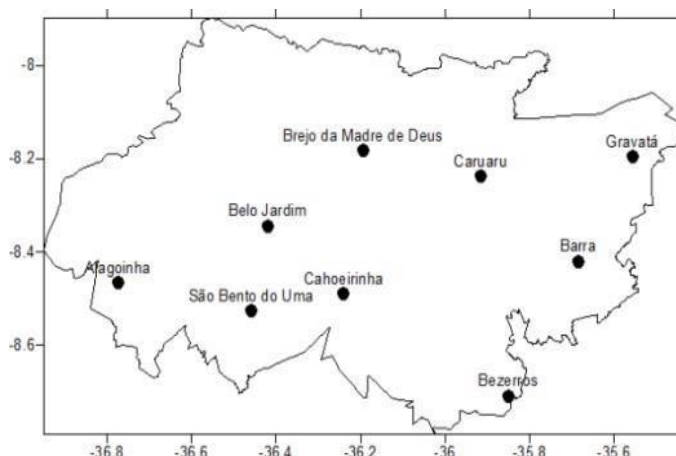 -8
Brejo da Madre de Deus
Gravatá
Caruaru
-8.2
Belo Jardim
Barra
-8.4
Alagoinha
Cahoeirinha
São Bento do Uma
-8.6
Bezerros
-36.8 -36.6 -36.4 -36.2 -36 -35.8 -35.6